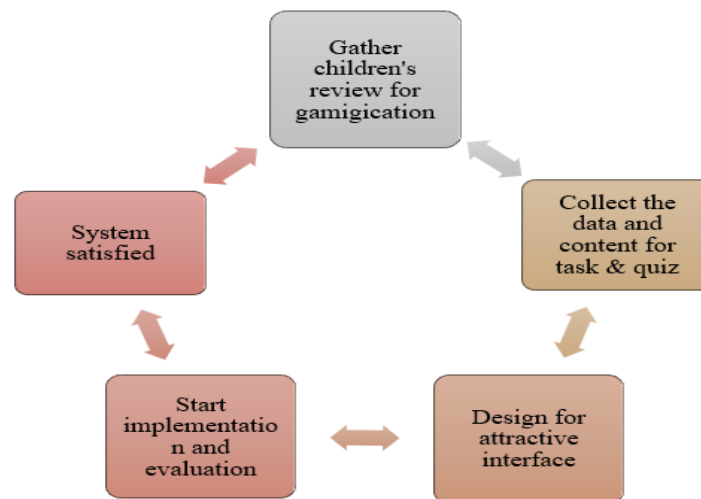 Gather
children's
review for
gamigication
Collect the
data and
content for
task & quiz
Design for
attractive
interface
Start
implementatio
n and
evaluation
System
satisfied